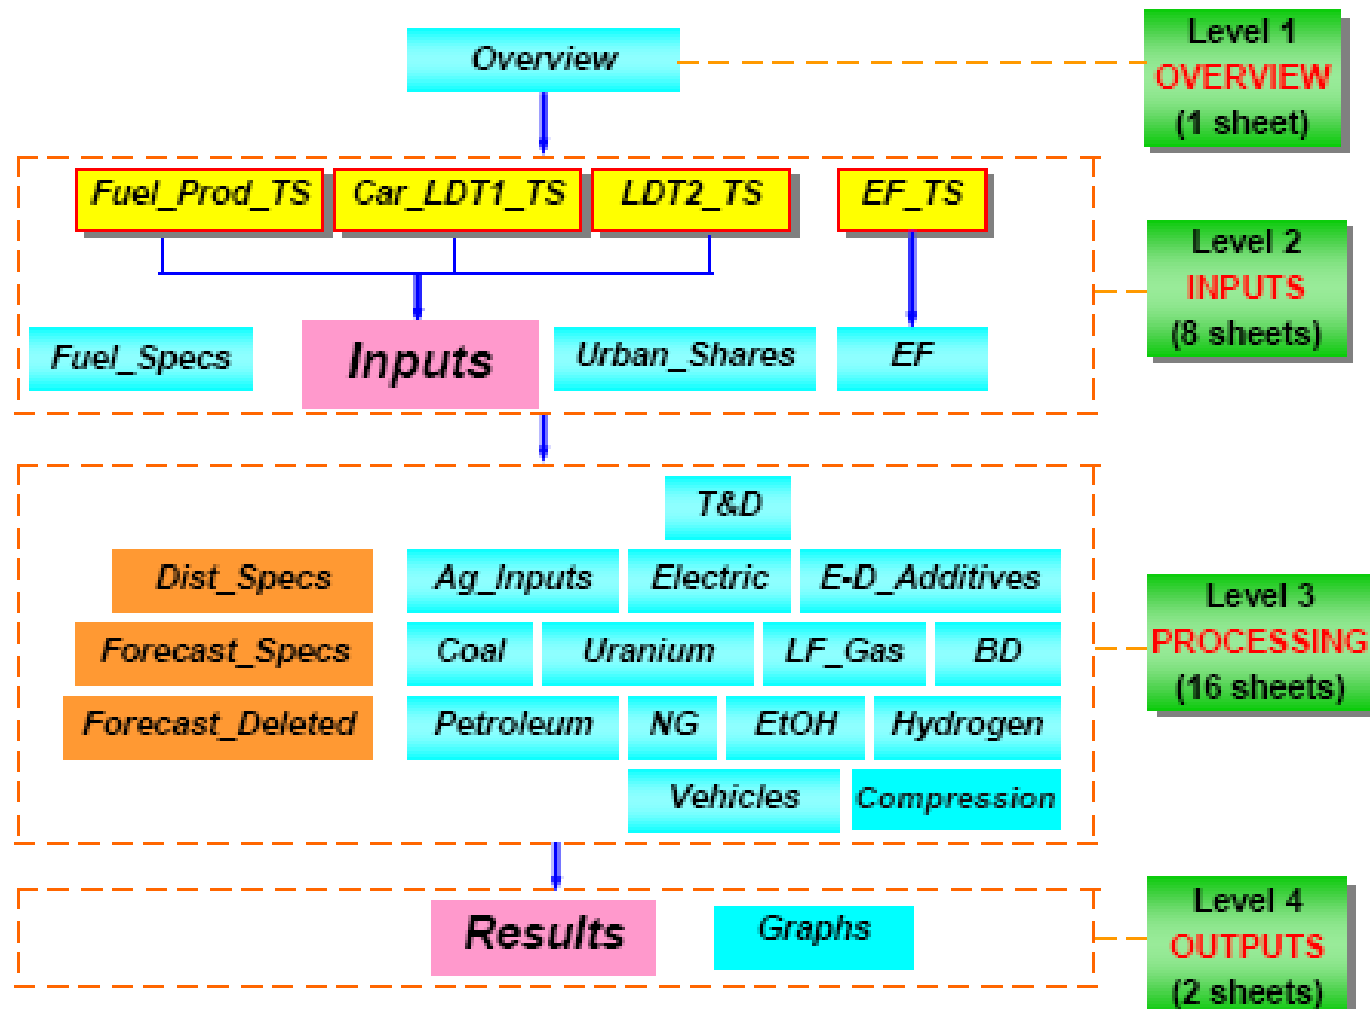 Overview
Level 1
OVERVIEW
(1 sheet)
Fuel_Prod_TS
Car_LDT1_TS
LDT2_TS
EF_TS
Level 2
INPUTS
(8 sheets)
Fuel_Specs
Inputs
Urban_Shares
EF
T&D
Dist_Specs
Ag_Inputs
Electric
E-D_Additives
Forecast_Specs
Coal
Uranium
LF_Gas
BD
Forecast_Deleted
Petroleum
NG
EtOH
Hydrogen
Vehicles
Compression
Level 3
PROCESSING
(16 sheets)
Results
Graphs
Level 4
OUTPUTS
(2 sheets)